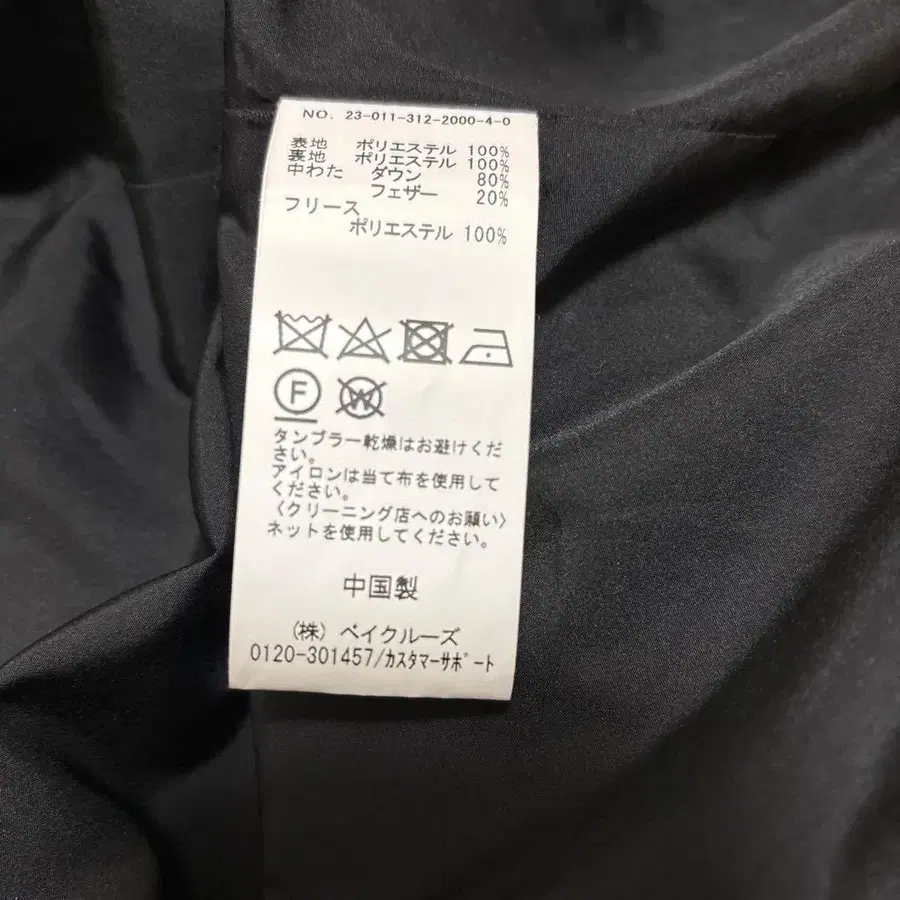 NO. 23-011-312-2000-4-0
表地 ポリエステル 100%
裏地 ポリエステル 100%
中わた ダウン 80%
フェザー 20%
フリース
ポリエステル 100%
F W
タンブラー乾燥はお避けくだ
さい。
アイロンは当て布を使用して
ください。
〈クリーニング店へのお願い〉
ネットを使用してください。
中国製
(株) ベイクルーズ
0120-301457/カスタマーサポート